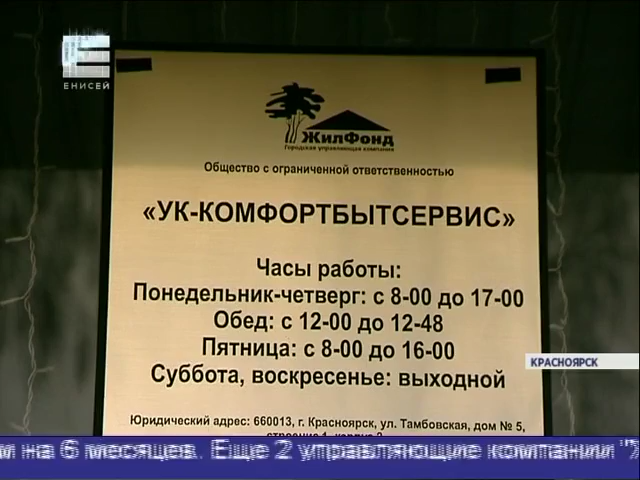 ЕНИСЕЙ
ЖилФонд
Городская управляющая компания
Общество с ограниченной ответственностью
«УК-КОМФОРТБЫТСЕРВИС»
Часы работы:
Понедельник-четверг: с 8-00 до 17-00
Обед: с 12-00 до 12-48
Пятница: с 8-00 до 16-00
Суббота, воскресенье: выходной
КРАСНОЯРСК
Юридический адрес: 660013, г. Красноярск, ул. Тамбовская, дом № 5,
на 6 месяцев. Еще 2 управляющие компании